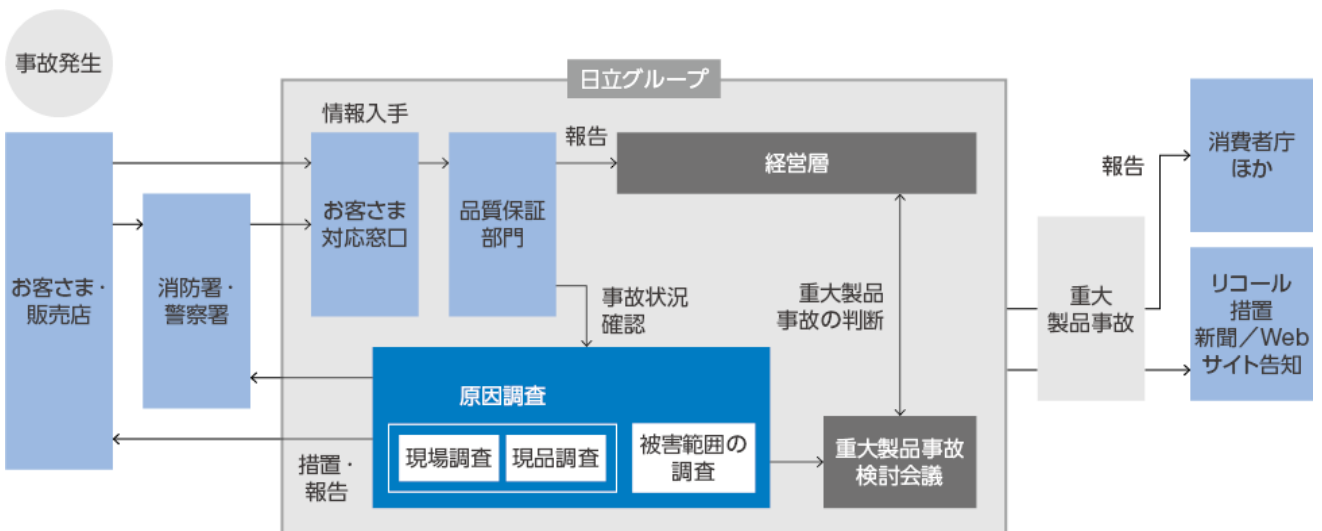 事故発生
日立グループ
情報入手
報告
経営層
お客さま
対応窓口
品質保証
部門
お客さま・
販売店
消防署・
警察署
事故状況
確認
重大製品
事故の判断
原因調査
現場調査
現品調査
被害範囲の
調査
措置・
報告
重大製品事故
検討会議
重大
製品事故
報告
消費者庁
ほか
リコール
措置
新聞／Web
サイト告知